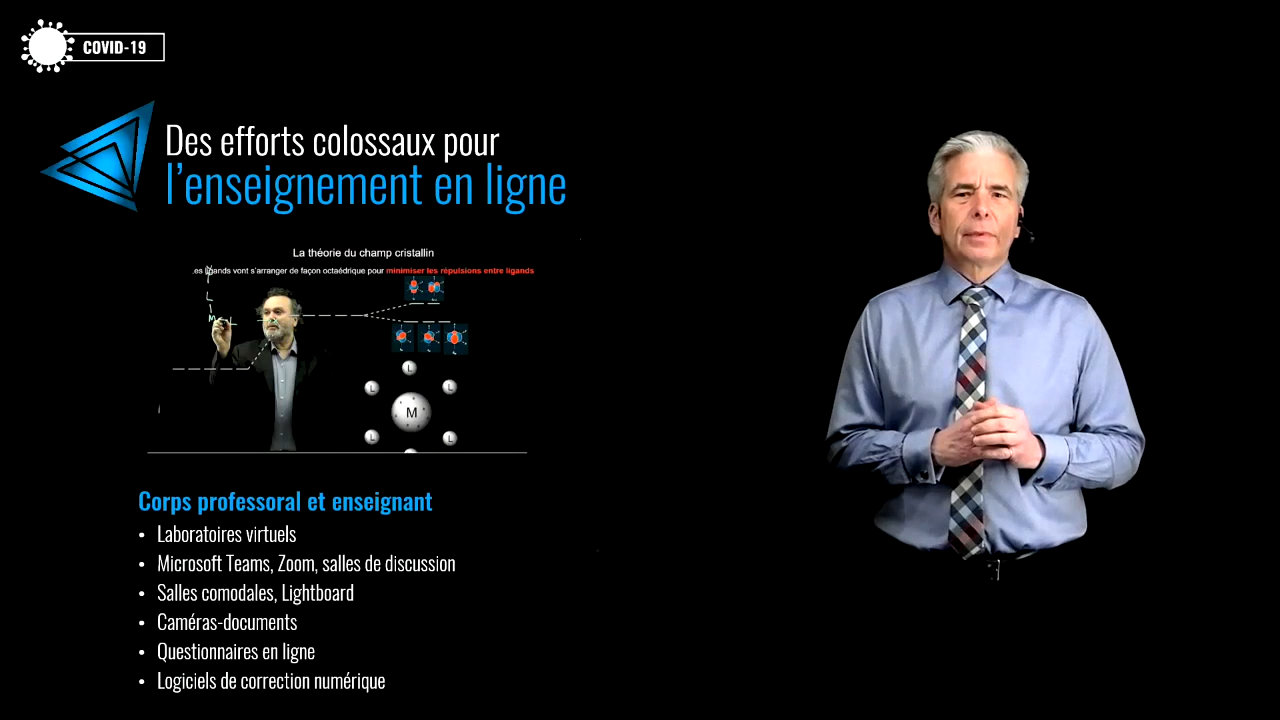 COVID-19
Des efforts colossaux pour
l'enseignement en ligne
La théorie du champ cristallin
es ligands vont s'arranger de façon octaédrique pour minimiser les répulsions entre ligands
L
M
L
L
L
M
L
L
Corps professoral et enseignant
• Laboratoires virtuels
• Microsoft Teams, Zoom, salles de discussion
• Salles comodales, Lightboard
• Caméras-documents
• Questionnaires en ligne
• Logiciels de correction numérique